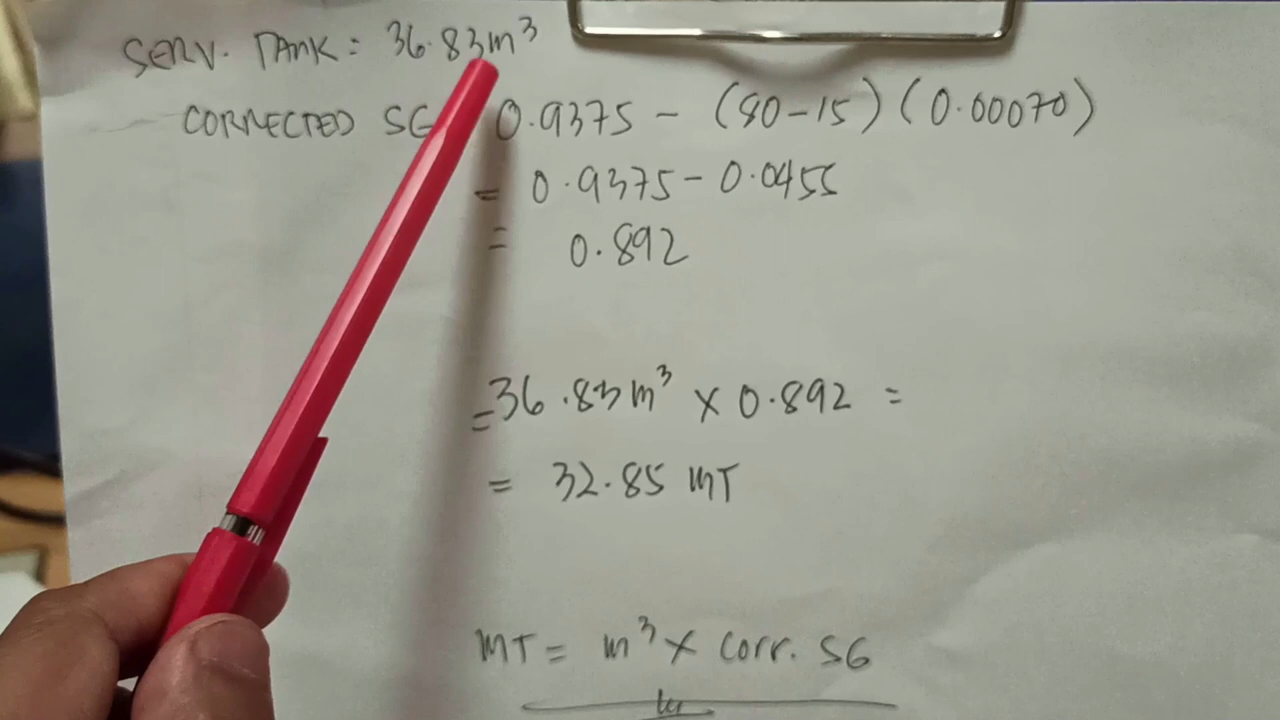 SERV. TANK = 36.83m³
CORRECTED SG 0.9375 - (80-15) (0.00070)
= 0.9375 - 0.0455
= 0.892
= 36.83m³ x 0.892 =
= 32.85 MT
MT = m³ x Corr. SG